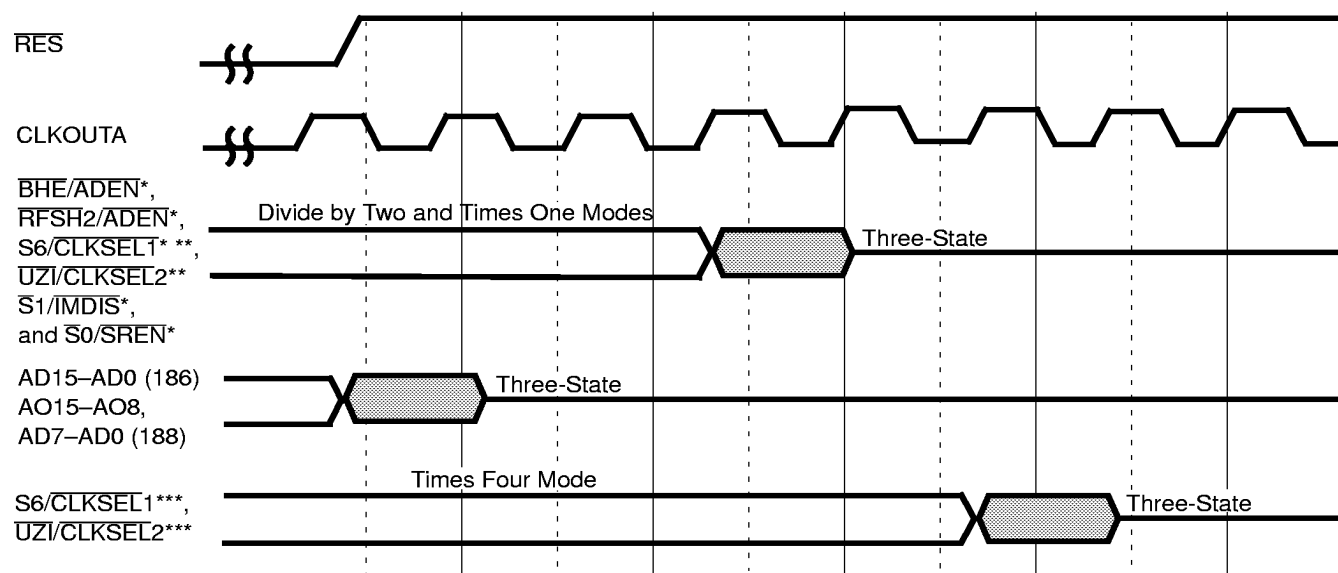 RES
CLKOUTA
BHE/ADEN*,
RFSH2/ADEN*,
Divide by Two and Times One Modes
S6/CLKSEL1* **,
Three-State
UZI/CLKSEL2**
S1/IMDIS*,
and S0/SREN*
AD15–AD0 (186)
Three-State
AO15–AO8,
AD7–AD0 (188)
Times Four Mode
S6/CLKSEL1***,
Three-State
UZI/CLKSEL2***